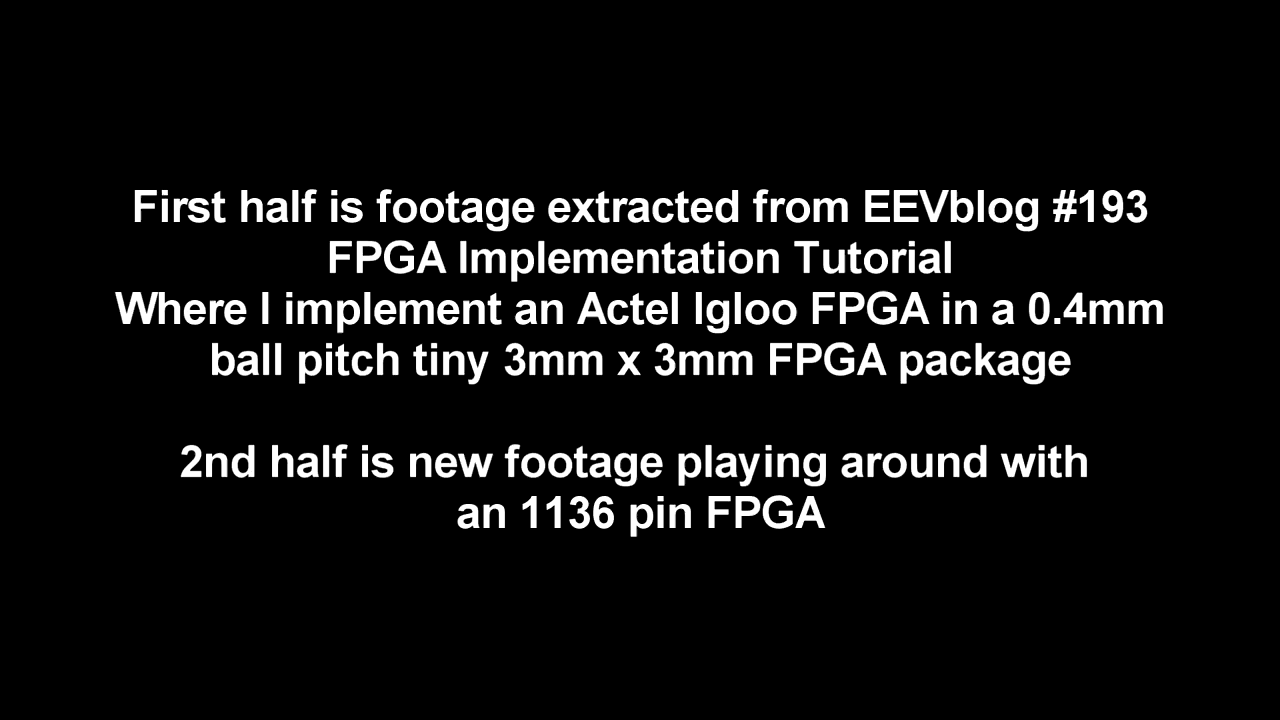 First half is footage extracted from EEVblog #193
FPGA Implementation Tutorial
Where I implement an Actel Igloo FPGA in a 0.4mm
ball pitch tiny 3mm x 3mm FPGA package
2nd half is new footage playing around with
an 1136 pin FPGA